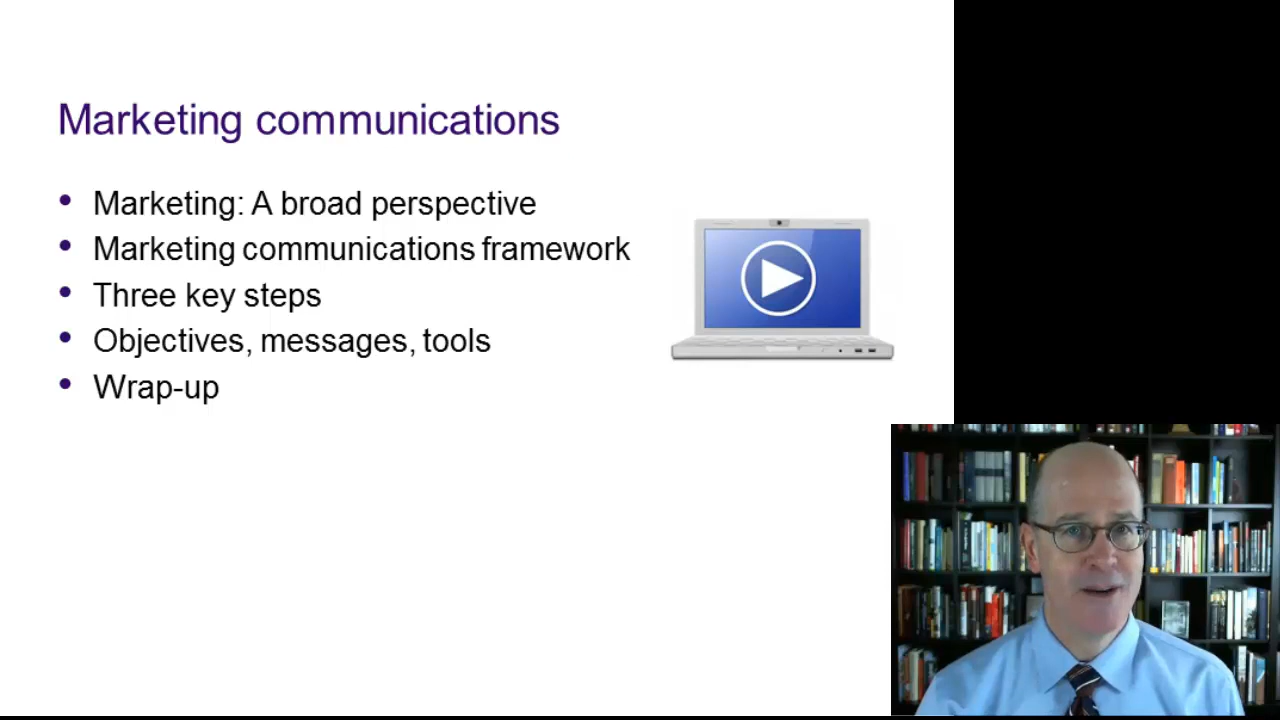 Marketing communications
• Marketing: A broad perspective
• Marketing communications framework
• Three key steps
• Objectives, messages, tools
• Wrap-up